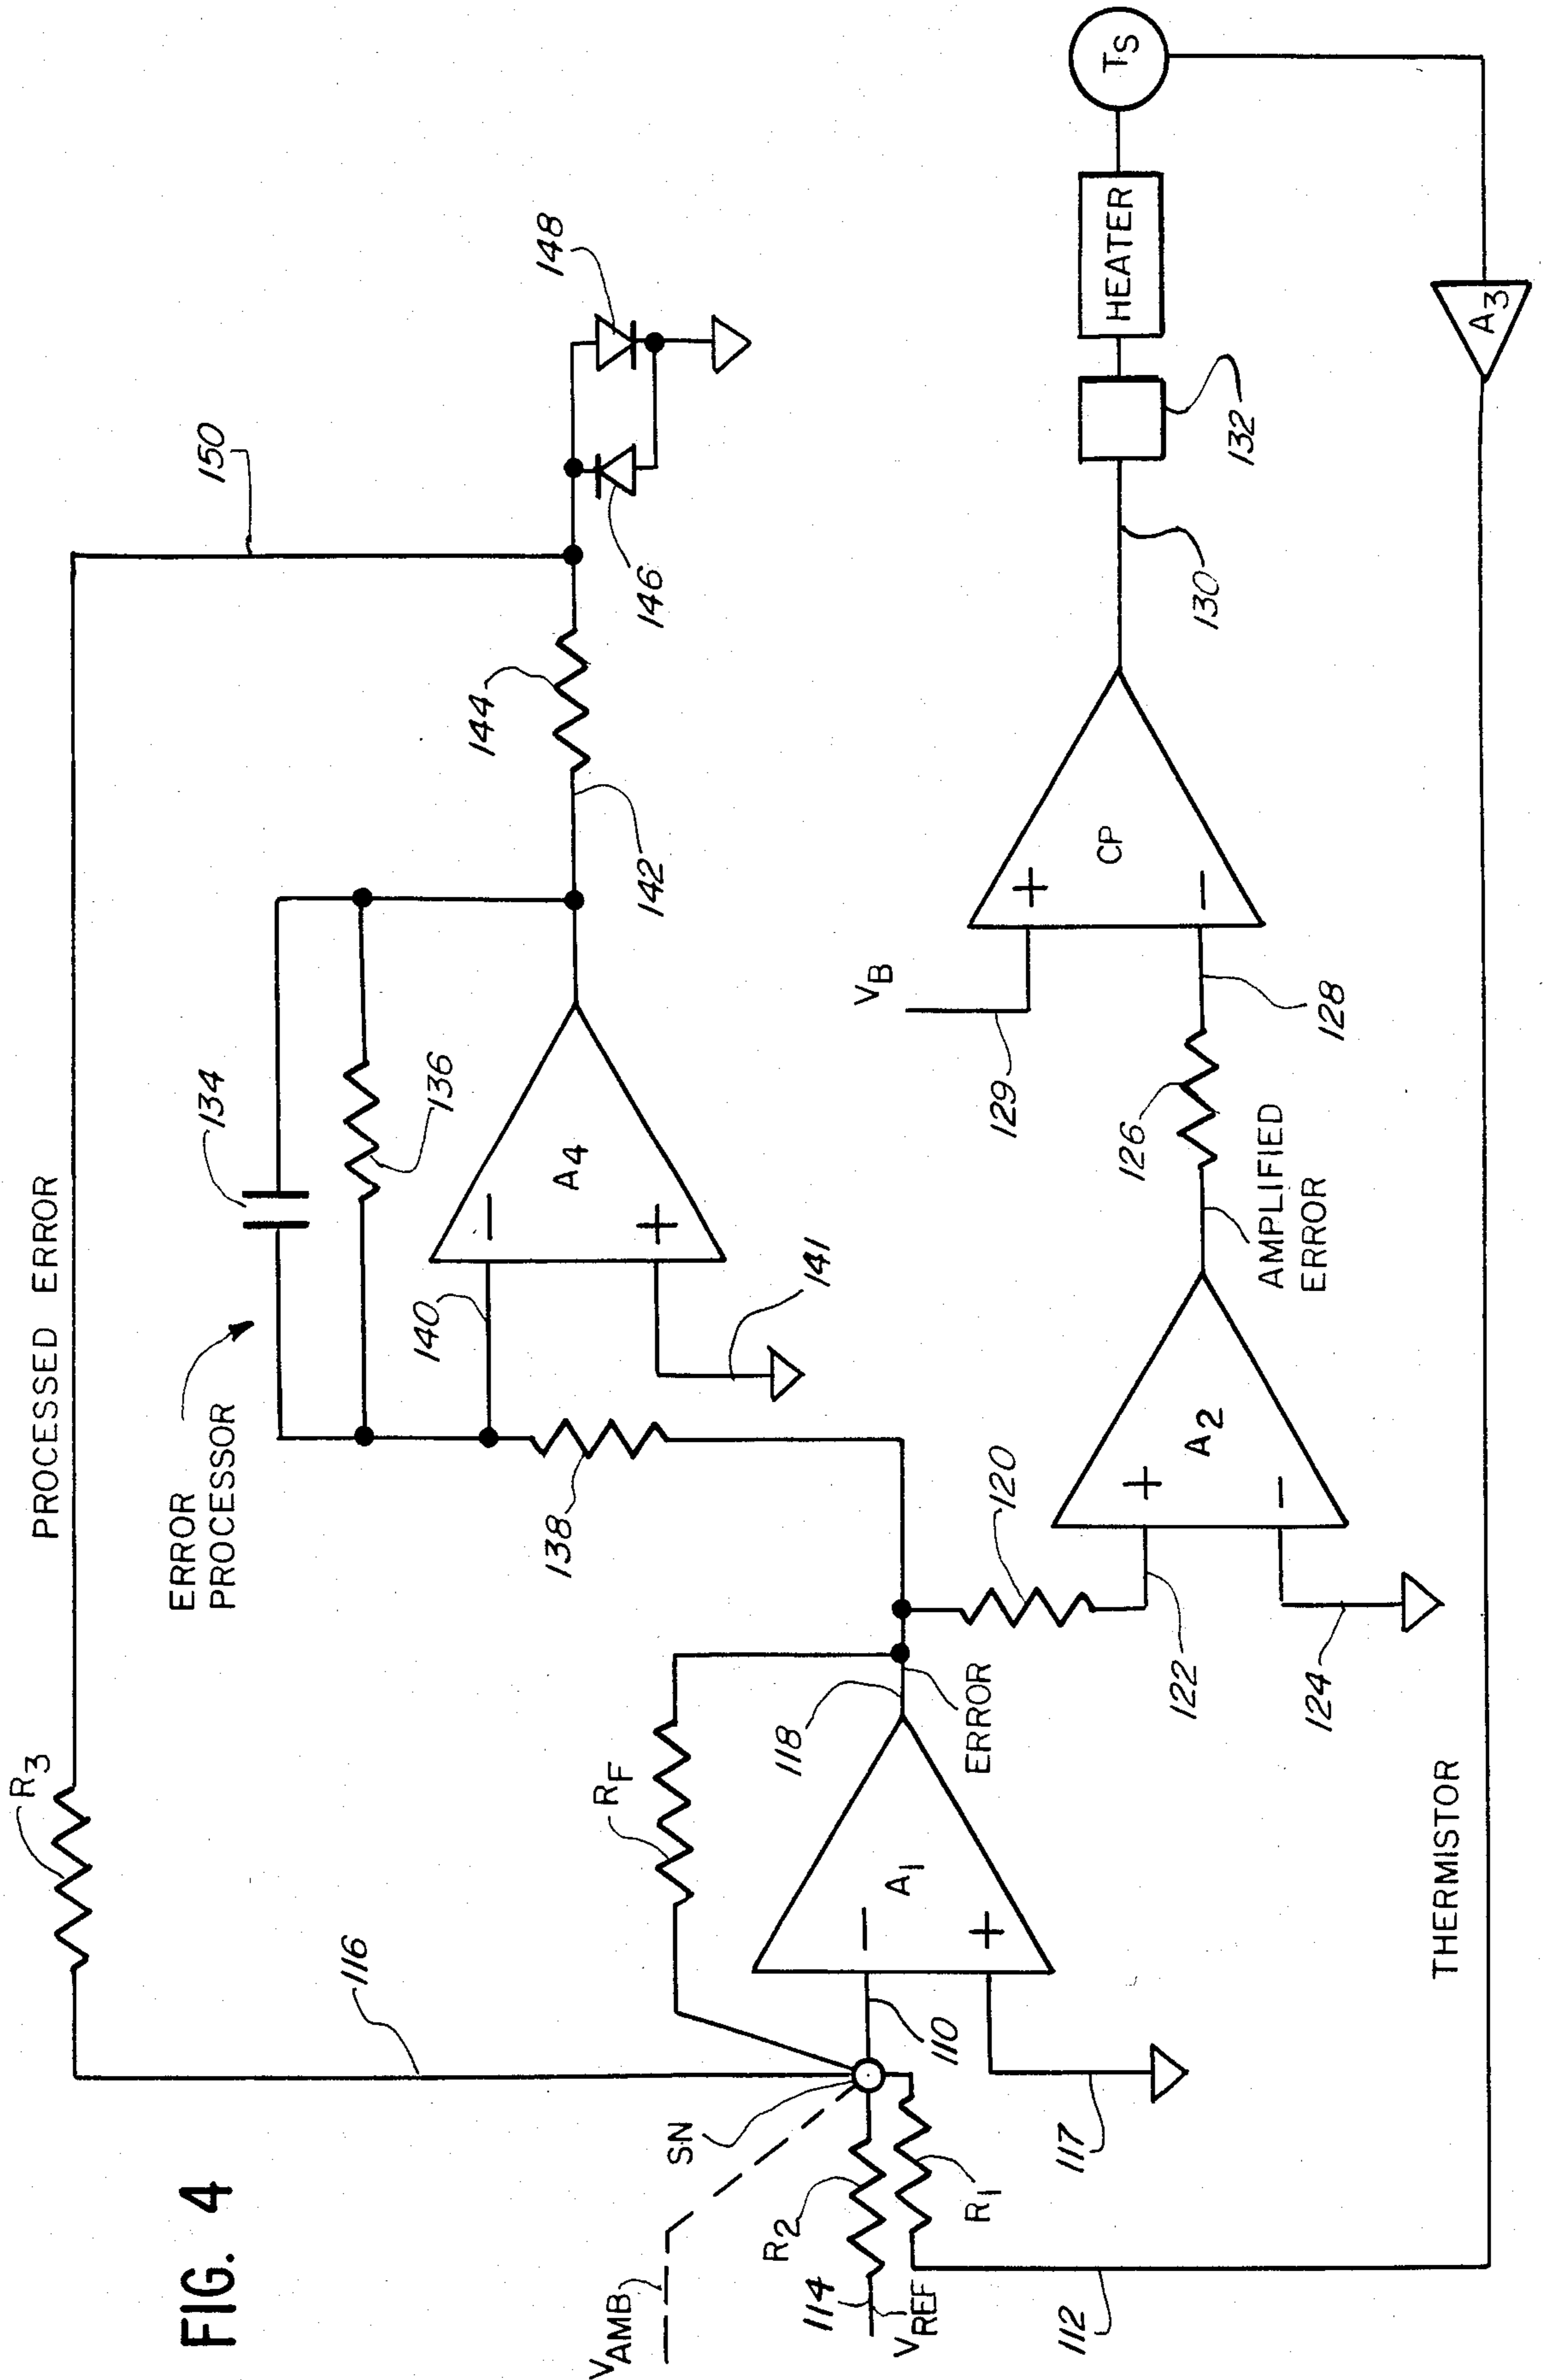 FIG. 4
PROCESSED ERROR
R3
150
116
ERROR
PROCESSOR
134
136
140
A4
−
+
141
138
142
144
146
148
RF
VAMB
SN
R2
114
VREF
R1
112
110
117
A1
−
+
118
ERROR
120
122
124
A2
+
−
AMPLIFIED
ERROR
126
128
129
VB
CP
+
−
130
132
HEATER
TS
A3
THERMISTOR